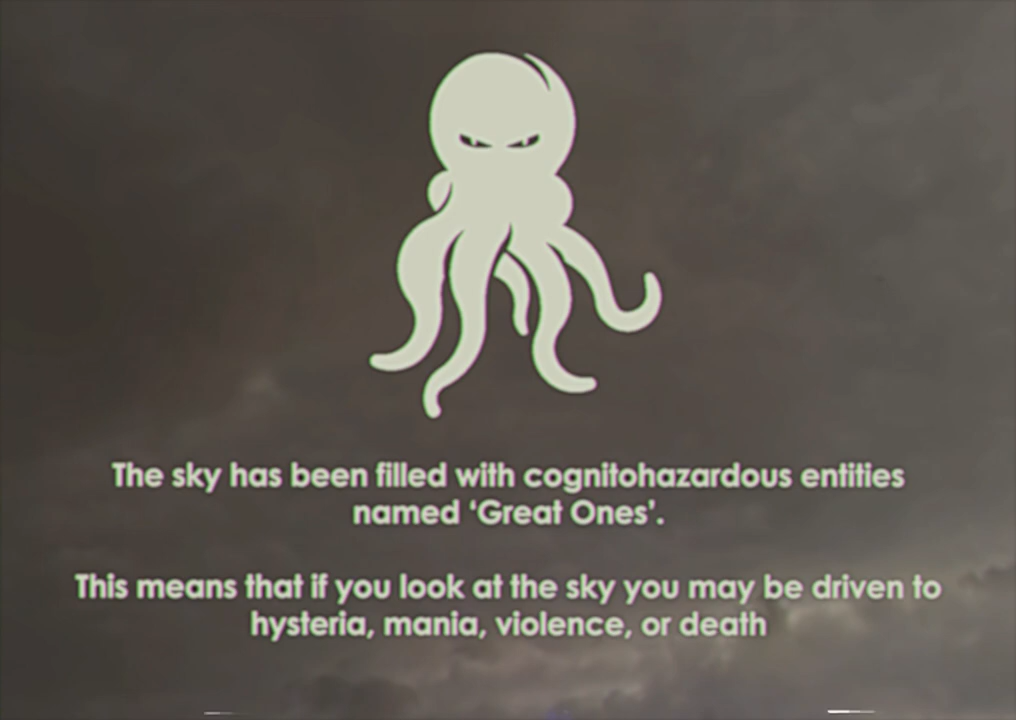 The sky has been filled with cognitohazardous entities
named ‘Great Ones’.
This means that if you look at the sky you may be driven to
hysteria, mania, violence, or death